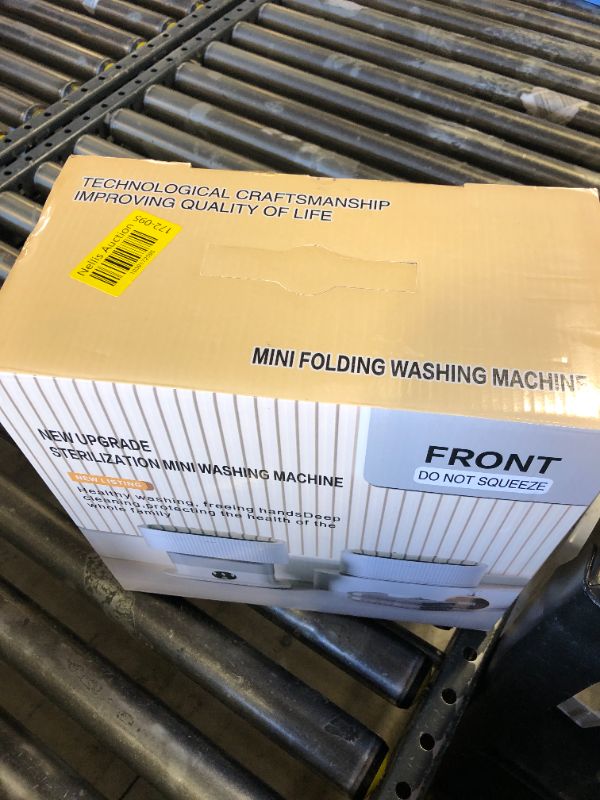 TECHNOLOGICAL CRAFTSMANSHIP
IMPROVING QUALITY OF LIFE
Nellis Auction
172-095
MINI FOLDING WASHING MACHINE
NEW UPGRADE
STERILIZATION MINI WASHING MACHINE
NEW LISTING
Healthy washing, freeing handsDeep
cleaning,protecting the health of the
whole family
FRONT
DO NOT SQUEEZE